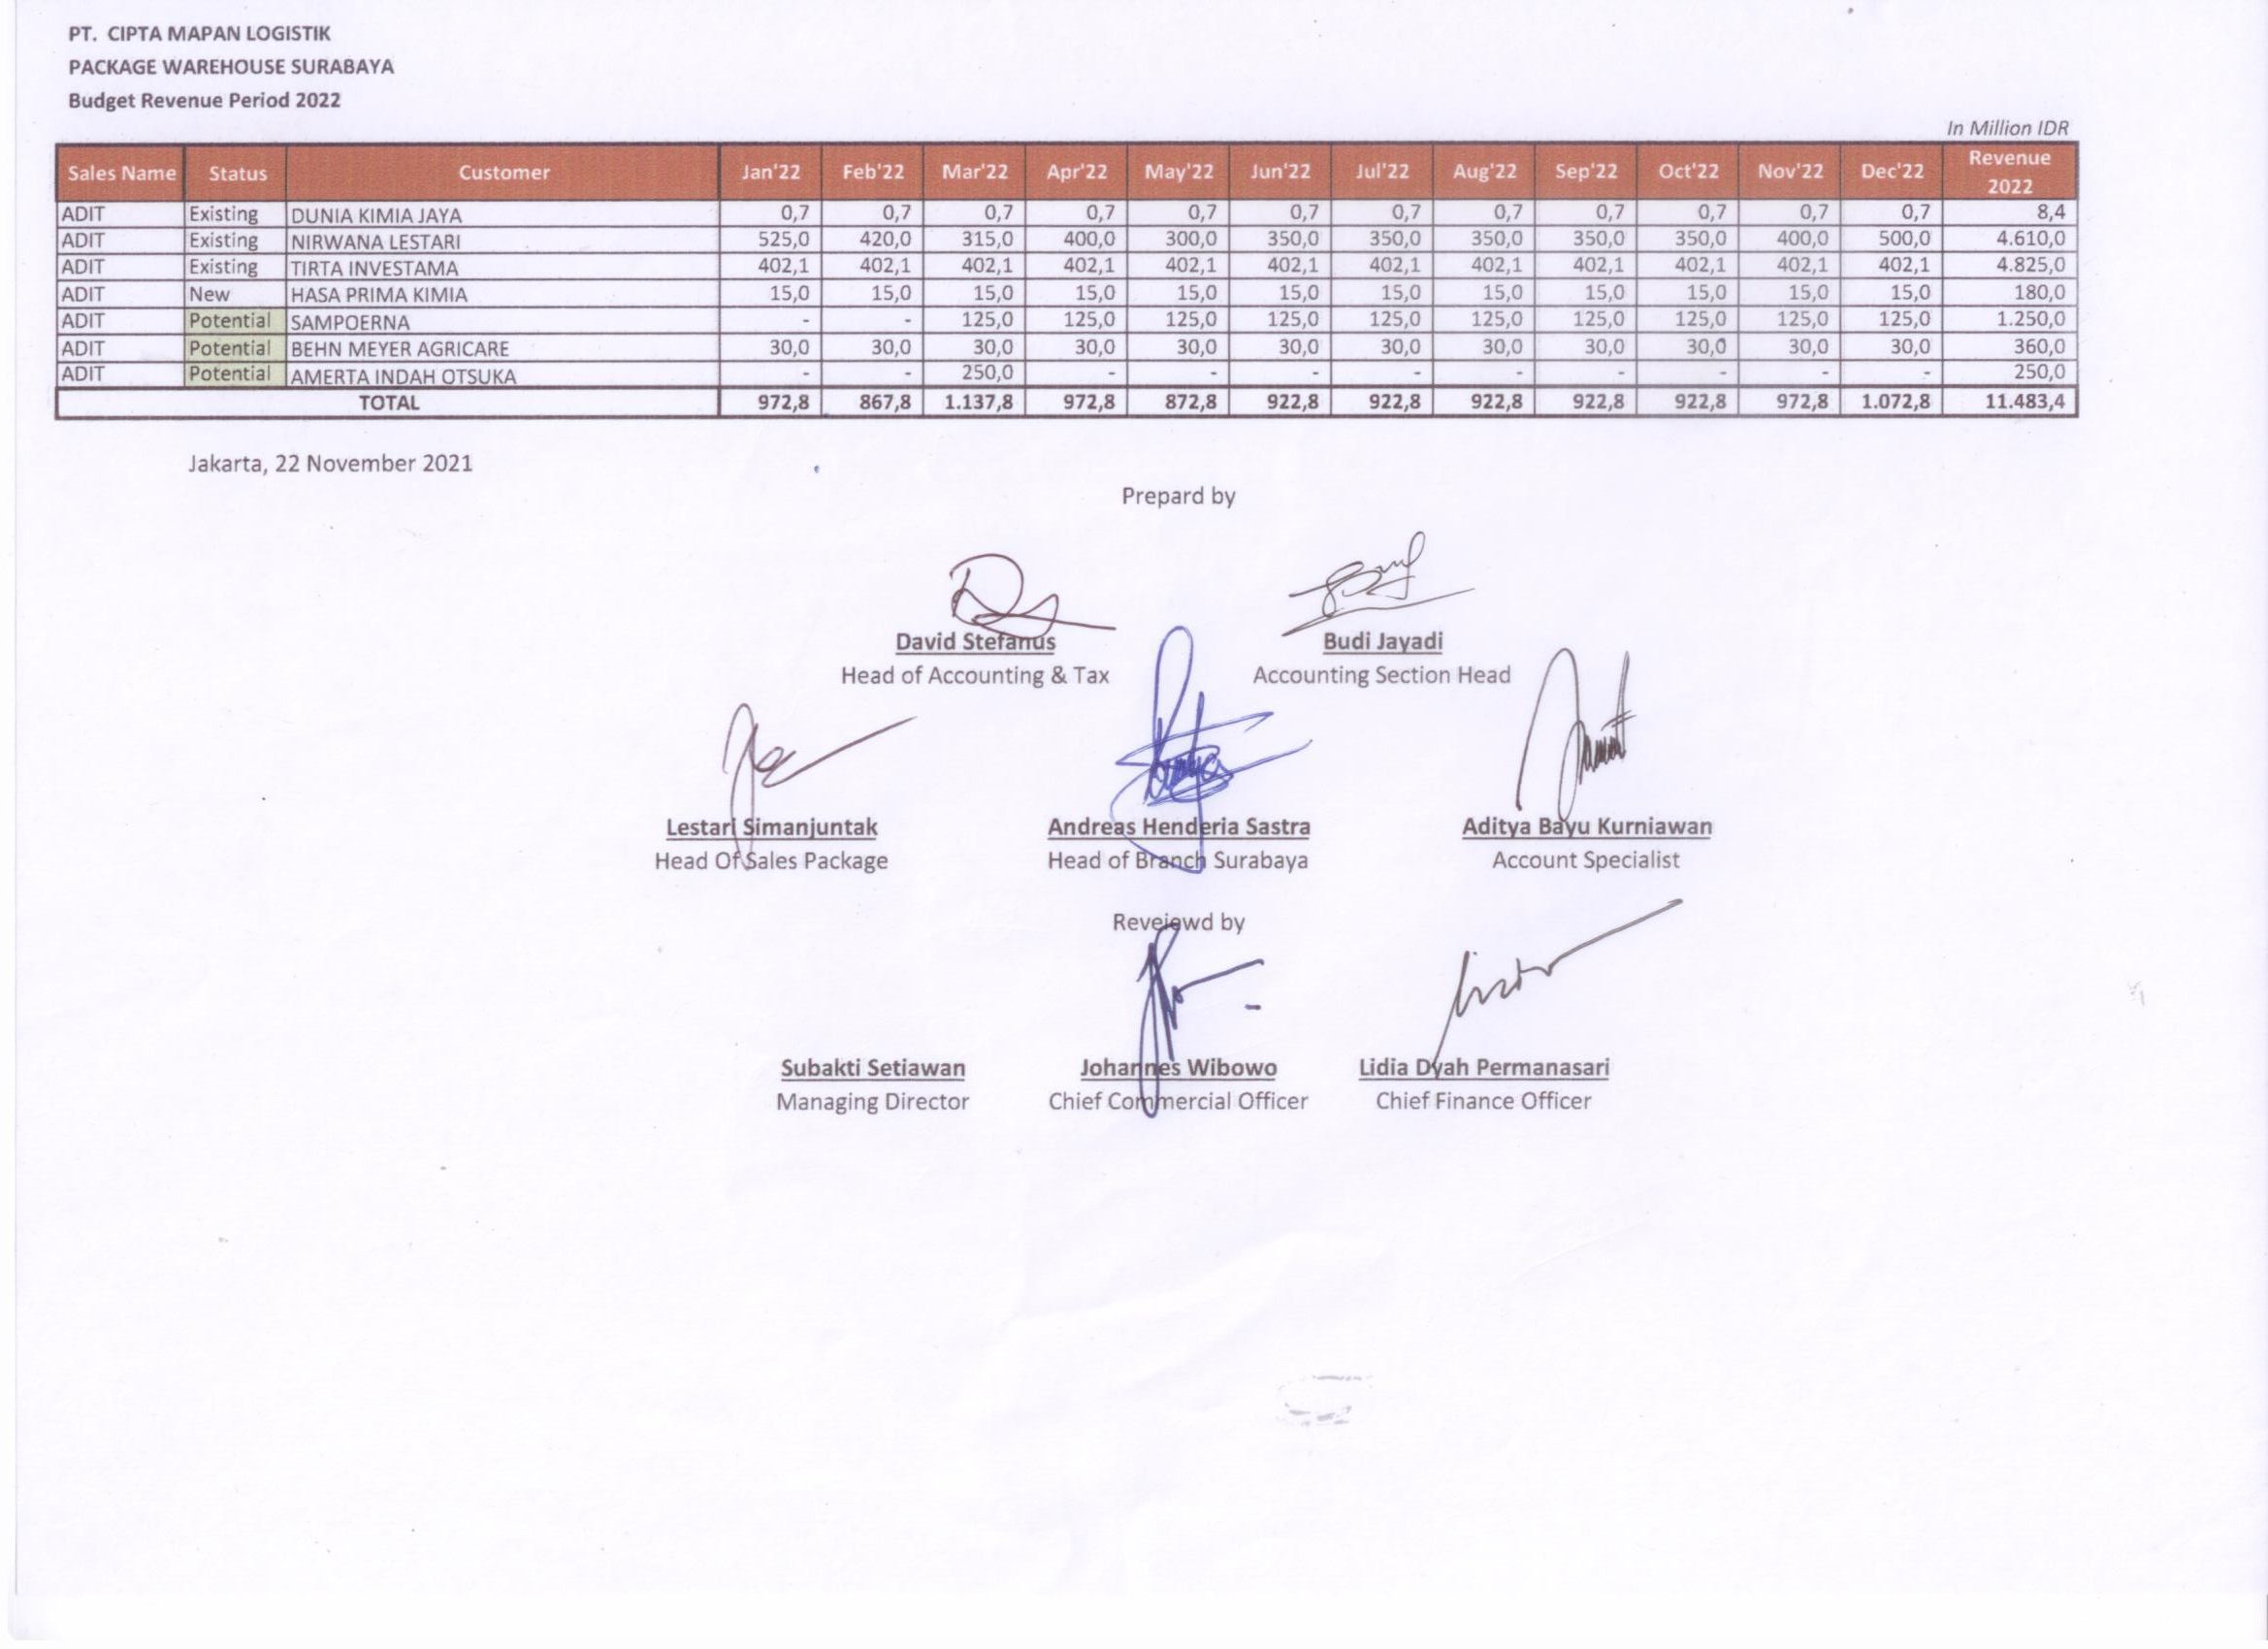 PT. CIPTA MAPAN LOGISTIK
PACKAGE WAREHOUSE SURABAYA
Budget Revenue Period 2022
In Million IDR
Sales Name Status Customer Jan'22 Feb'22 Mar'22 Apr'22 May'22 Jun'22 Jul'22 Aug'22 Sep'22 Oct'22 Nov'22 Dec'22 Revenue 2022
ADIT Existing DUNIA KIMIA JAYA 0,7 0,7 0,7 0,7 0,7 0,7 0,7 0,7 0,7 0,7 0,7 0,7 8,4
ADIT Existing NIRWANA LESTARI 525,0 420,0 315,0 400,0 300,0 350,0 350,0 350,0 350,0 350,0 400,0 500,0 4.610,0
ADIT Existing TIRTA INVESTAMA 402,1 402,1 402,1 402,1 402,1 402,1 402,1 402,1 402,1 402,1 402,1 402,1 4.825,0
ADIT New HASA PRIMA KIMIA 15,0 15,0 15,0 15,0 15,0 15,0 15,0 15,0 15,0 15,0 15,0 15,0 180,0
ADIT Potential SAMPOERNA - - 125,0 125,0 125,0 125,0 125,0 125,0 125,0 125,0 125,0 125,0 1.250,0
ADIT Potential BEHN MEYER AGRICARE 30,0 30,0 30,0 30,0 30,0 30,0 30,0 30,0 30,0 30,0 30,0 30,0 360,0
ADIT Potential AMERTA INDAH OTSUKA - - 250,0 - - - - - - - - - 250,0
TOTAL 972,8 867,8 1.137,8 972,8 872,8 922,8 922,8 922,8 922,8 922,8 972,8 1.072,8 11.483,4
Jakarta, 22 November 2021
Prepard by
David Stefanus Budi Jayadi
Head of Accounting & Tax Accounting Section Head
Lestari Simanjuntak Andreas Henderia Sastra Aditya Bayu Kurniawan
Head Of Sales Package Head of Branch Surabaya Account Specialist
Reveiewd by
Subakti Setiawan Johannes Wibowo Lidia Dyah Permanasari
Managing Director Chief Commercial Officer Chief Finance Officer